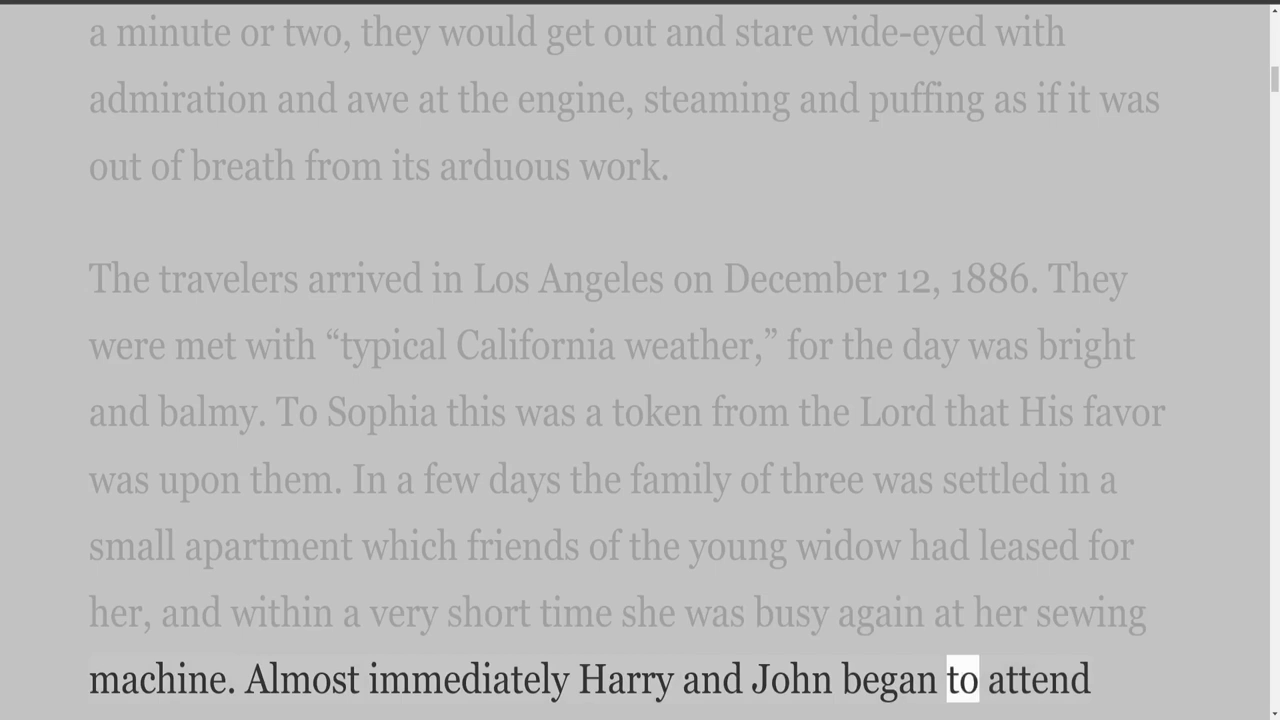 a minute or two, they would get out and stare wide-eyed with
admiration and awe at the engine, steaming and puffing as if it was
out of breath from its arduous work.
The travelers arrived in Los Angeles on December 12, 1886. They
were met with “typical California weather,” for the day was bright
and balmy. To Sophia this was a token from the Lord that His favor
was upon them. In a few days the family of three was settled in a
small apartment which friends of the young widow had leased for
her, and within a very short time she was busy again at her sewing
machine. Almost immediately Harry and John began to attend